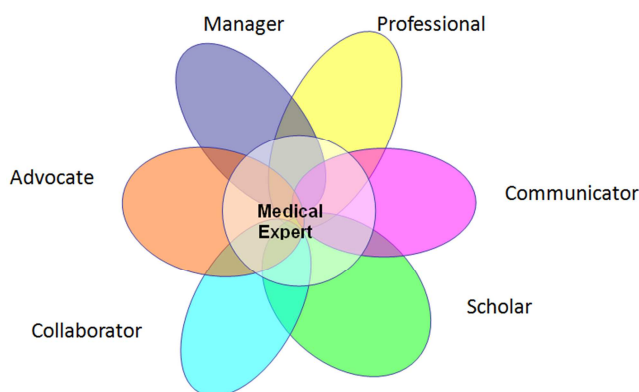 Manager
Professional
Advocate
Communicator
Medical
Expert
Scholar
Collaborator